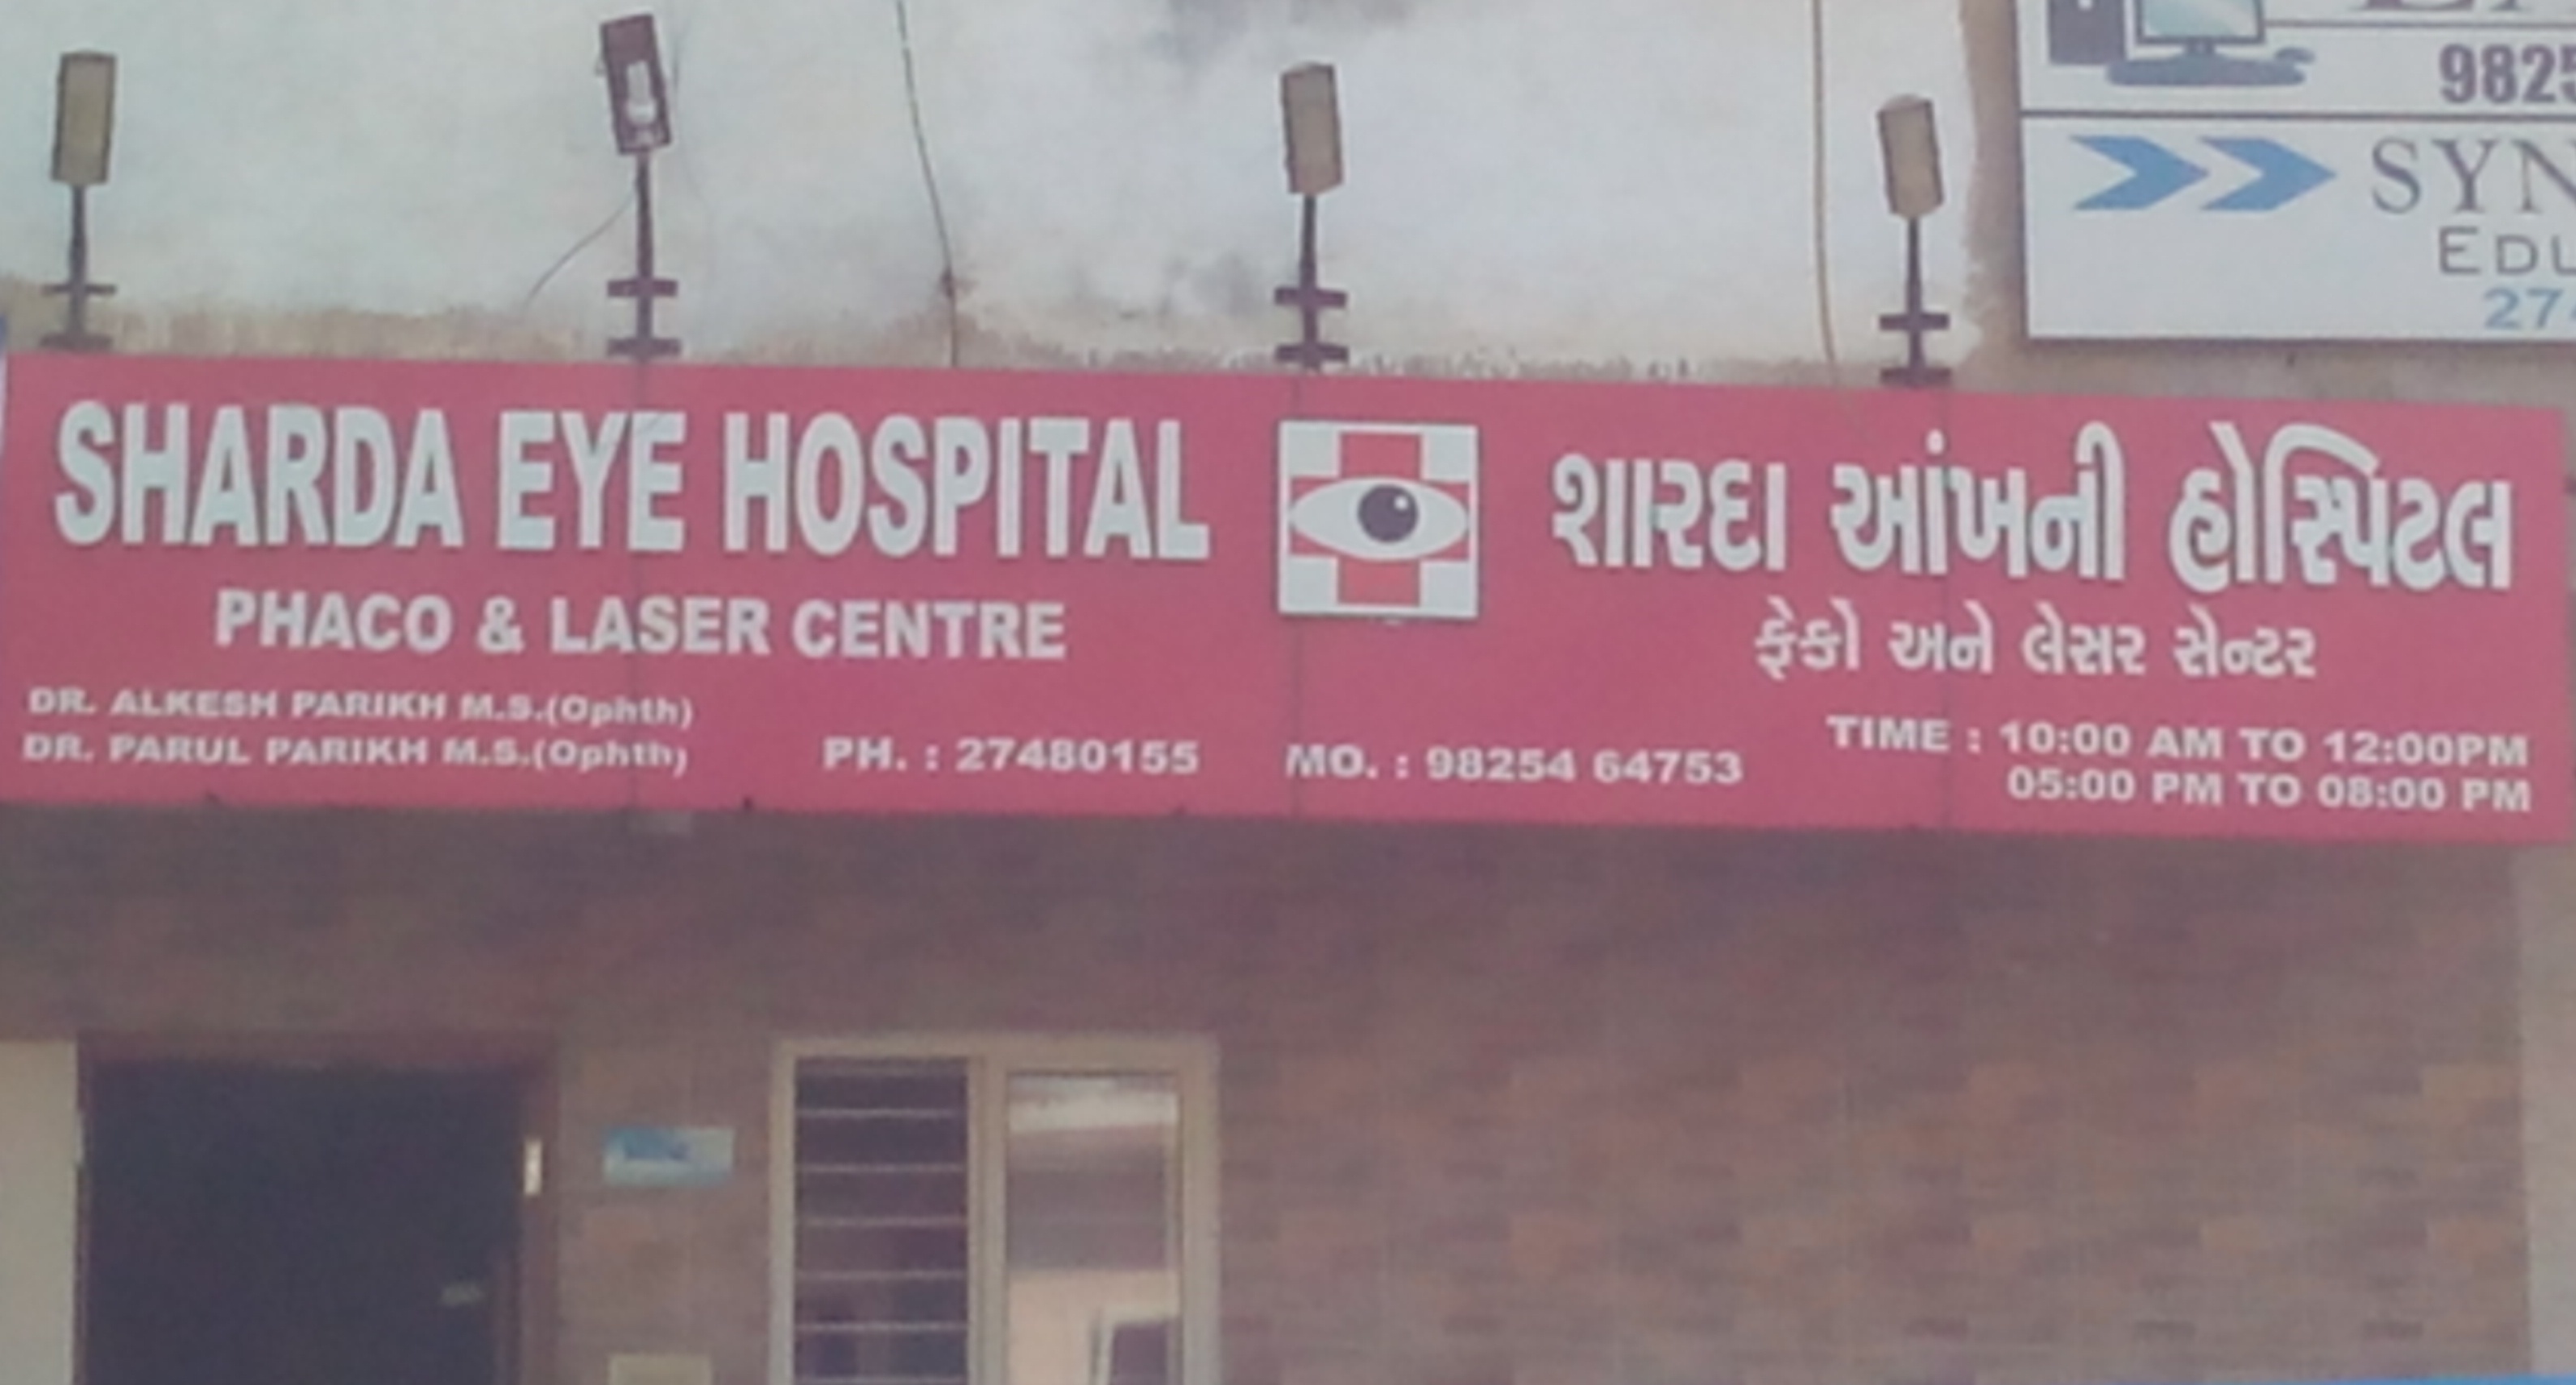 SHARDA EYE HOSPITAL
PHACO & LASER CENTRE
DR. ALKESH PARIKH M.S.(Ophth)
DR. PARUL PARIKH M.S.(Ophth)
PH. : 27480155
MO. : 98254 64753
શારદા આંખની હોસ્પિટલ
ફેકો અને લેસર સેન્ટર
TIME : 10:00 AM TO 12:00PM
05:00 PM TO 08:00 PM
9825
SYN
EDU
27